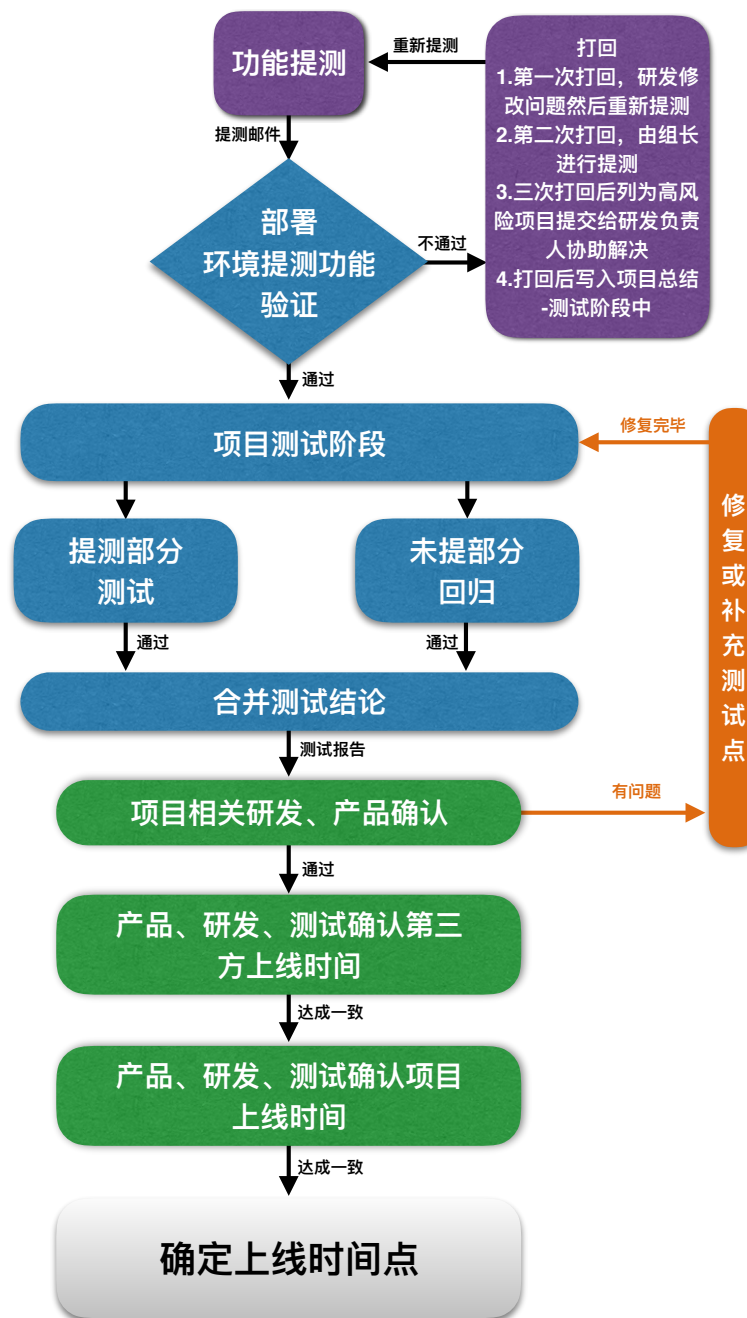 功能提测
重新提测
打回
1.第一次打回，研发修
改问题然后重新提测
2.第二次打回，由组长
进行提测
3.三次打回后列为高风
险项目提交给研发负责
人协助解决
4.打回后写入项目总结
-测试阶段中
提测邮件
部署
环境提测功能
验证
不通过
通过
项目测试阶段
修复完毕
修
复
或
补
充
测
试
点
提测部分
测试
未提部分
回归
通过
通过
合并测试结论
测试报告
项目相关研发、产品确认
有问题
通过
产品、研发、测试确认第三
方上线时间
达成一致
产品、研发、测试确认项目
上线时间
达成一致
确定上线时间点